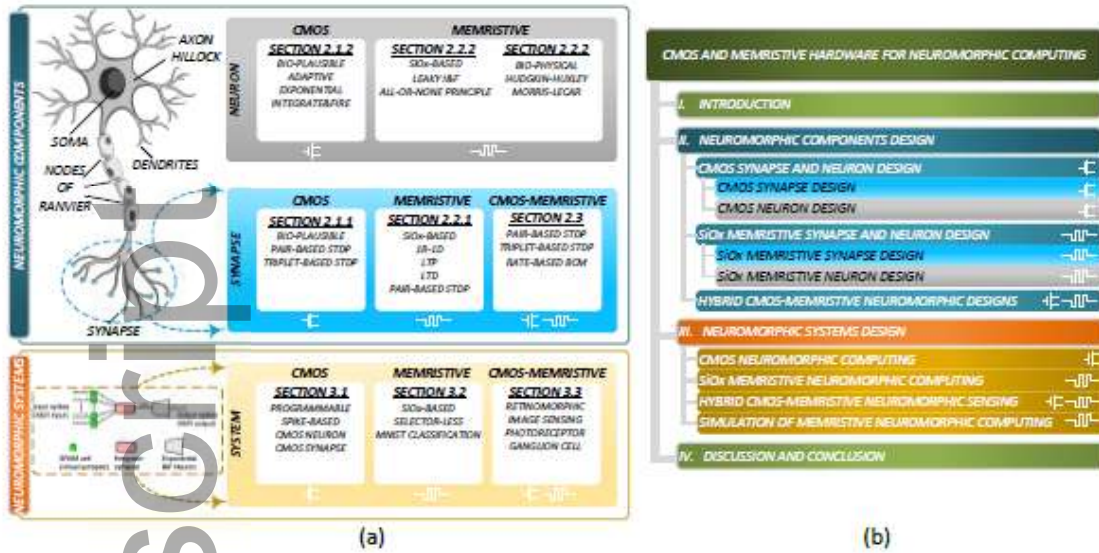 NEUROMORPHIC COMPONENTS
AXON
HILLOCK
SOMA
DENDRITES
NODES
OF
RANVIER
SYNAPSE
NEURON
CMOS
SECTION 2.1.2
BIO-PLAUSIBLE
ADAPTIVE
EXPONENTIAL
INTEGRATE&FIRE
MEMRISTIVE
SECTION 2.2.2
SiOx-BASED
LEAKY I&F
ALL-OR-NONE PRINCIPLE
SECTION 2.2.2
BIO-PHYSICAL
HUDGKIN-HUXLEY
MORRIS-LECAR
SYNAPSE
CMOS
SECTION 2.1.1
BIO-PLAUSIBLE
PAIR-BASED STDP
TRIPLET-BASED STDP
MEMRISTIVE
SECTION 2.2.1
SiOx-BASED
LTP
LTD
PAIR-BASED STDP
CMOS-MEMRISTIVE
SECTION 2.3
PAIR-BASED STDP
TRIPLET-BASED STDP
RATE-BASED BCM
NEUROMORPHIC SYSTEMS
SYSTEM
CMOS
SECTION 3.1
PROGRAMMABLE
SPIKE-BASED
CMOS NEURON
CMOS SYNAPSE
MEMRISTIVE
SECTION 3.2
SiOx-BASED
SELECTOR-LESS
MNIST CLASSIFICATION
CMOS-MEMRISTIVE
SECTION 3.3
RETINOMORPHIC
IMAGE SENSING
PHOTORECEPTOR
GANGLION CELL
(a)
CMOS AND MEMRISTIVE HARDWARE FOR NEUROMORPHIC COMPUTING
I. INTRODUCTION
II. NEUROMORPHIC COMPONENTS DESIGN
CMOS SYNAPSE AND NEURON DESIGN
CMOS SYNAPSE DESIGN
CMOS NEURON DESIGN
SiOx MEMRISTIVE SYNAPSE AND NEURON DESIGN
SiOx MEMRISTIVE SYNAPSE DESIGN
SiOx MEMRISTIVE NEURON DESIGN
HYBRID CMOS-MEMRISTIVE NEUROMORPHIC DESIGNS
III. NEUROMORPHIC SYSTEMS DESIGN
CMOS NEUROMORPHIC COMPUTING
SiOx MEMRISTIVE NEUROMORPHIC COMPUTING
HYBRID CMOS-MEMRISTIVE NEUROMORPHIC SENSING
SIMULATION OF MEMRISTIVE NEUROMORPHIC COMPUTING
IV. DISCUSSION AND CONCLUSION
(b)
script